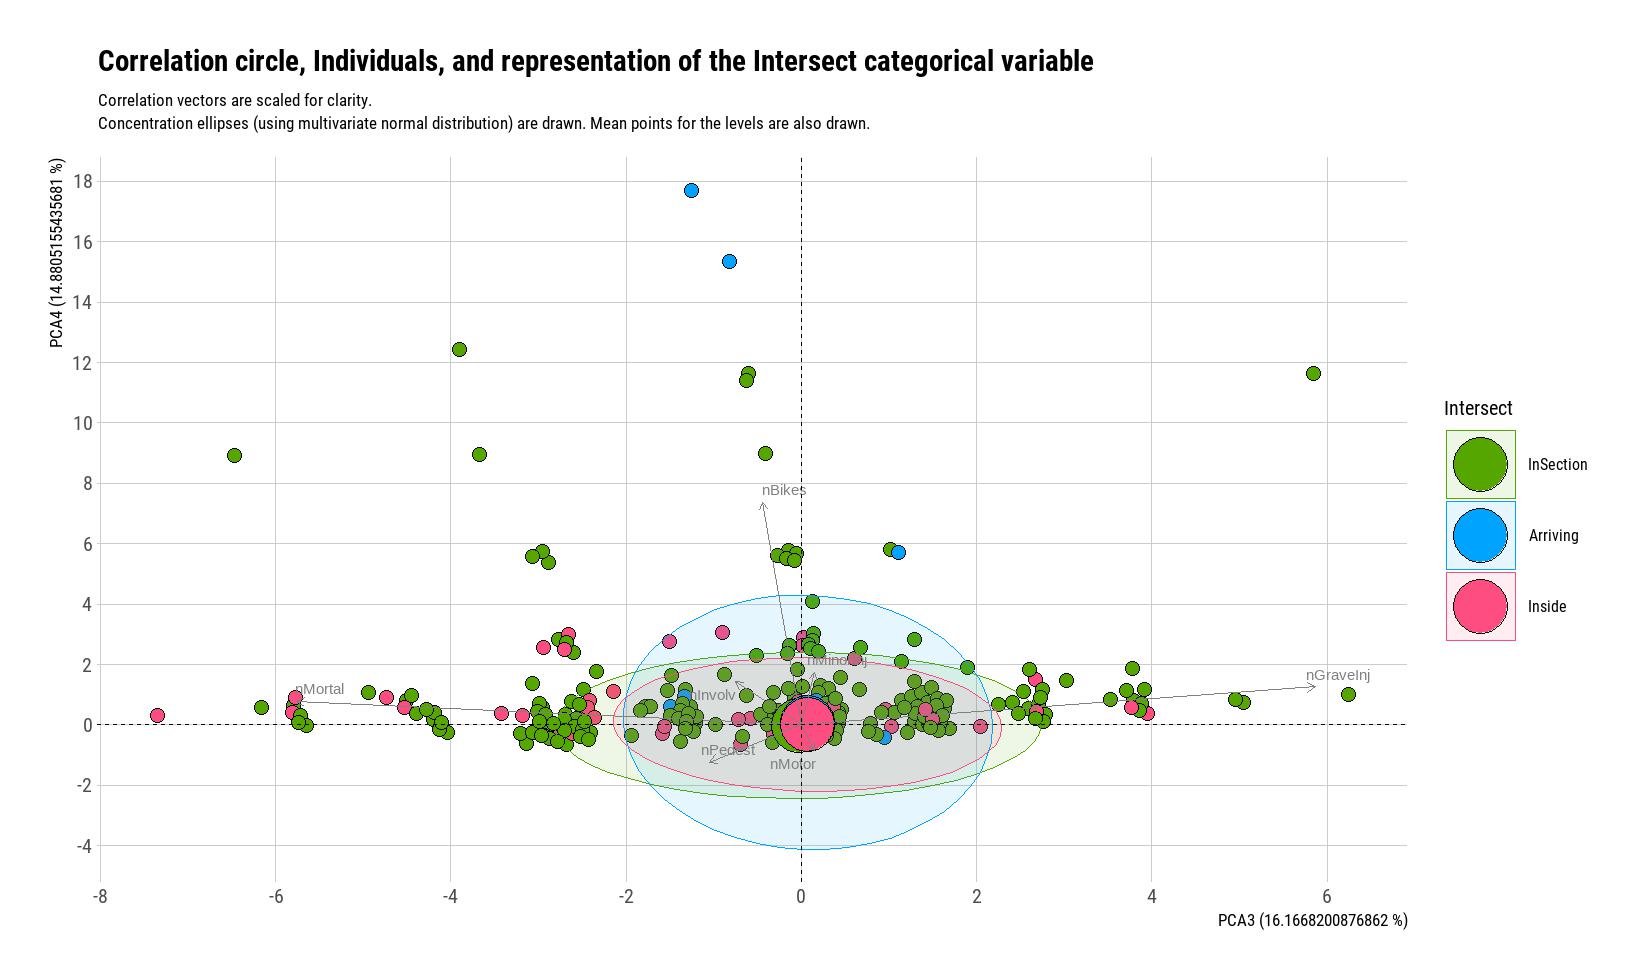 Correlation circle, Individuals, and representation of the Intersect categorical variable
Correlation vectors are scaled for clarity.
Concentration ellipses (using multivariate normal distribution) are drawn. Mean points for the levels are also drawn.
PCA4 (14.8805155435681 %)
18
16
14
12
10
8
6
4
2
0
-2
-4
nBikes
nMinorInj
nGraveInj
nMortal
nInvolv
nPedest
nMotor
-8
-6
-4
-2
0
2
4
6
PCA3 (16.1668200876862 %)
Intersect
InSection
Arriving
Inside